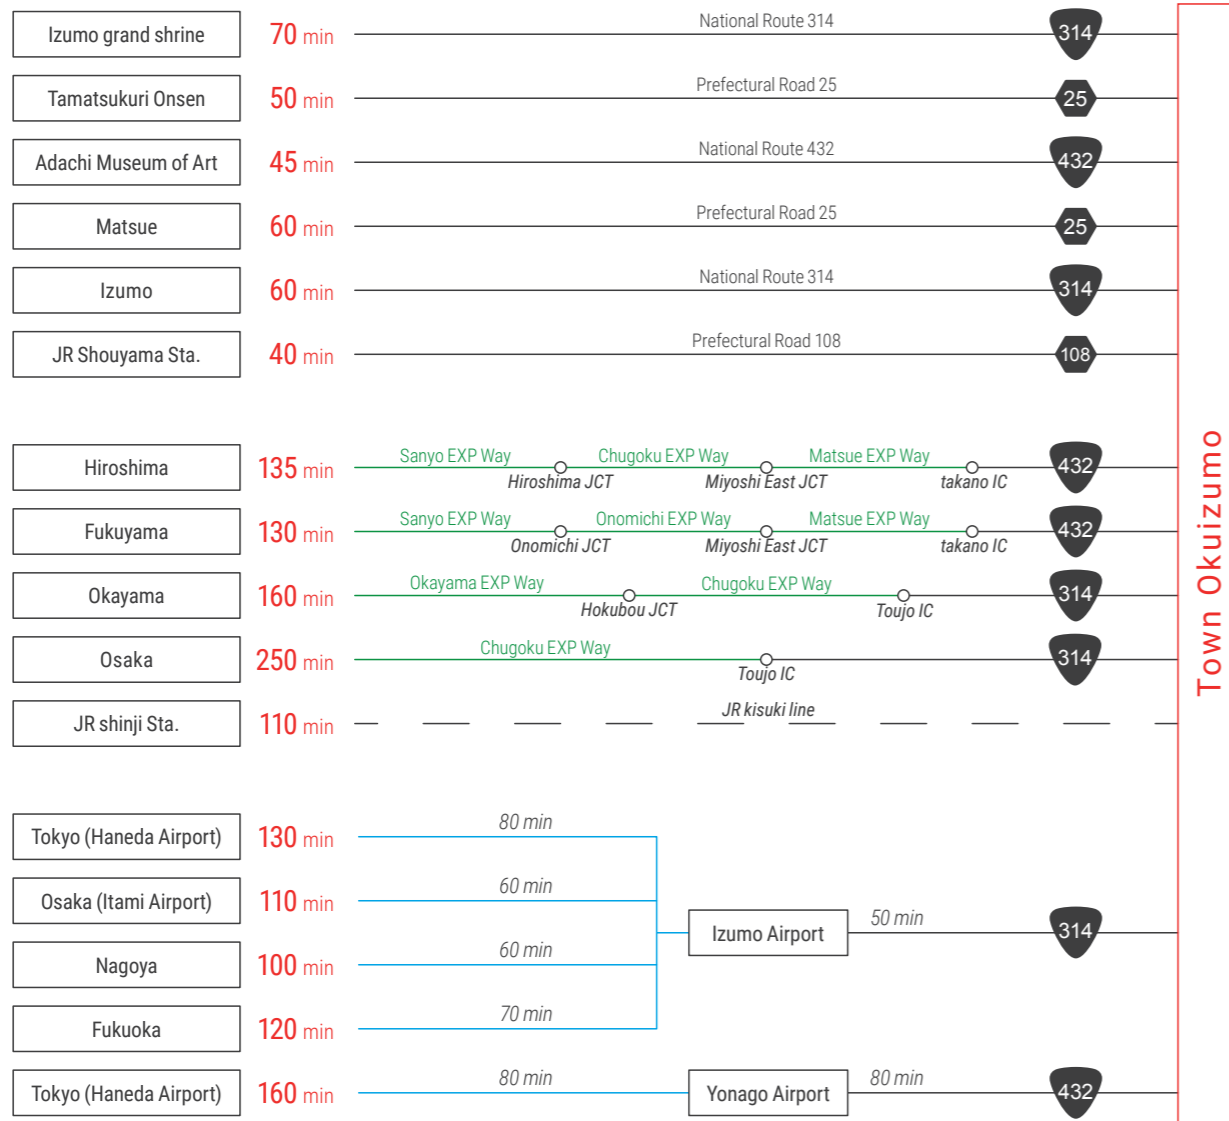 Izumo grand shrine 70 min National Route 314 314
Tamatsukuri Onsen 50 min Prefectural Road 25 25
Adachi Museum of Art 45 min National Route 432 432
Matsue 60 min Prefectural Road 25 25
Izumo 60 min National Route 314 314
JR Shouyama Sta. 40 min Prefectural Road 108 108
Hiroshima 135 min Sanyo EXP Way Chugoku EXP Way Matsue EXP Way 432
Hiroshima JCT Miyoshi East JCT takano IC
Fukuyama 130 min Sanyo EXP Way Onomichi EXP Way Matsue EXP Way 432
Onomichi JCT Miyoshi East JCT takano IC
Okayama 160 min Okayama EXP Way Chugoku EXP Way 314
Hokubou JCT Toujo IC
Osaka 250 min Chugoku EXP Way 314
Toujo IC
JR shinji Sta. 110 min JR kisuki line
Tokyo (Haneda Airport) 130 min 80 min
Osaka (Itami Airport) 110 min 60 min
Izumo Airport 50 min 314
Nagoya 100 min 60 min
Fukuoka 120 min 70 min
Tokyo (Haneda Airport) 160 min 80 min Yonago Airport 80 min 432
Town Okuizumo